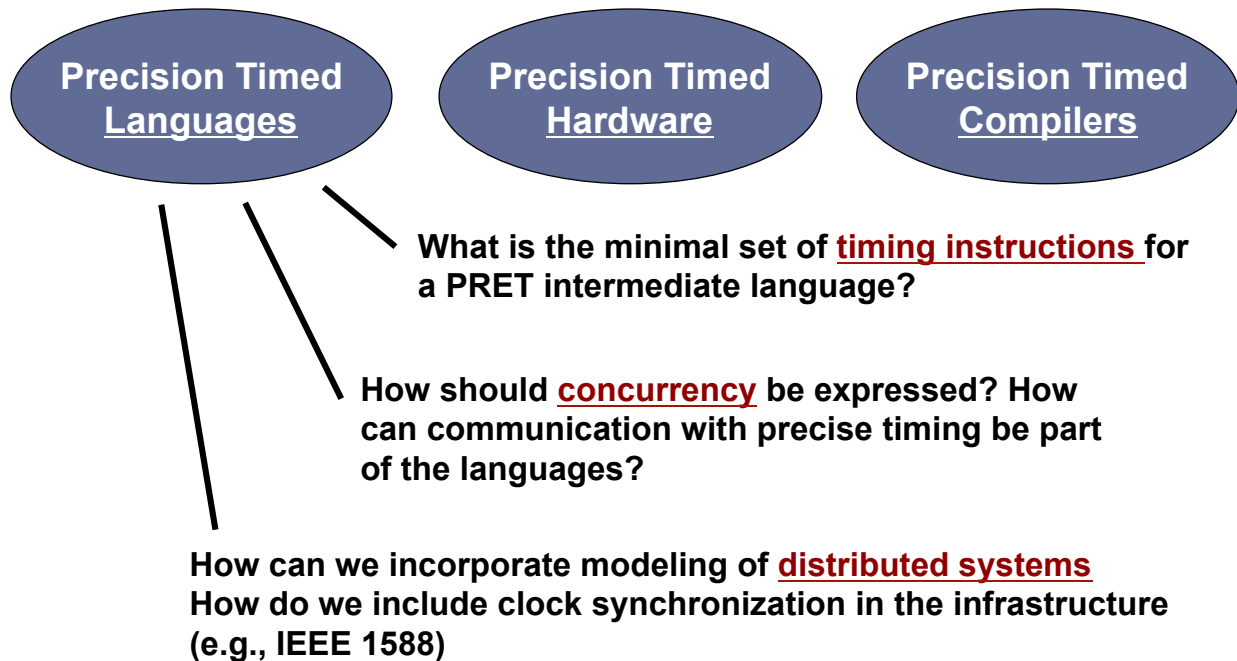 Precision Timed
Languages
Precision Timed
Hardware
Precision Timed
Compilers
What is the minimal set of timing instructions for
a PRET intermediate language?
How should concurrency be expressed? How
can communication with precise timing be part
of the languages?
How can we incorporate modeling of distributed systems
How do we include clock synchronization in the infrastructure
(e.g., IEEE 1588)